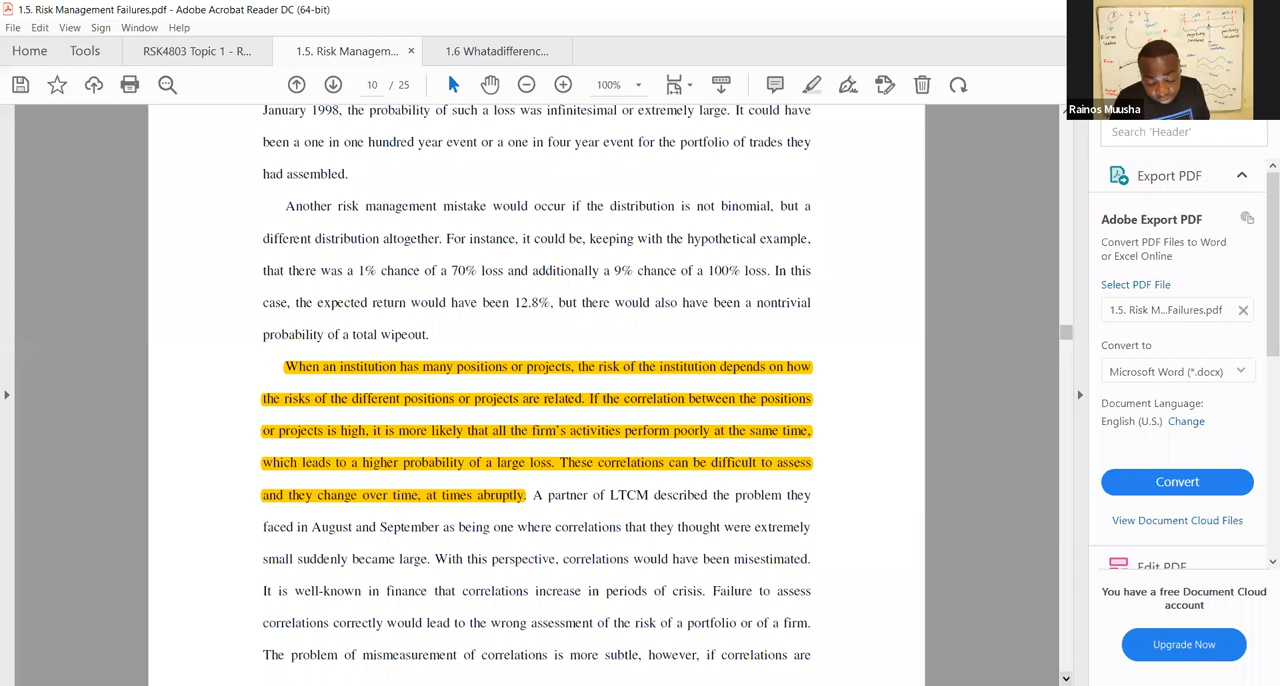 1.5. Risk Management Failures.pdf - Adobe Acrobat Reader DC (64-bit)
File Edit View Sign Window Help
Home Tools RSK4803 Topic 1 - R... 1.5. Risk Managem... × 1.6 Whatadifferenc...
10 / 25 100%
Rainos Muusha
Search 'Header'
January 1998, the probability of such a loss was infinitesimal or extremely large. It could have
been a one in one hundred year event or a one in four year event for the portfolio of trades they
had assembled.
Another risk management mistake would occur if the distribution is not binomial, but a
different distribution altogether. For instance, it could be, keeping with the hypothetical example,
that there was a 1% chance of a 70% loss and additionally a 9% chance of a 100% loss. In this
case, the expected return would have been 12.8%, but there would also have been a nontrivial
probability of a total wipeout.
When an institution has many positions or projects, the risk of the institution depends on how
the risks of the different positions or projects are related. If the correlation between the positions
or projects is high, it is more likely that all the firm's activities perform poorly at the same time,
which leads to a higher probability of a large loss. These correlations can be difficult to assess
and they change over time, at times abruptly. A partner of LTCM described the problem they
faced in August and September as being one where correlations that they thought were extremely
small suddenly became large. With this perspective, correlations would have been misestimated.
It is well-known in finance that correlations increase in periods of crisis. Failure to assess
correlations correctly would lead to the wrong assessment of the risk of a portfolio or of a firm.
The problem of mismeasurement of correlations is more subtle, however, if correlations are
Export PDF
Adobe Export PDF
Convert PDF Files to Word
or Excel Online
Select PDF File
1.5. Risk M...Failures.pdf
Convert to
Microsoft Word (*.docx)
Document Language:
English (U.S.) Change
Convert
View Document Cloud Files
Edit PDF
You have a free Document Cloud
account
Upgrade Now